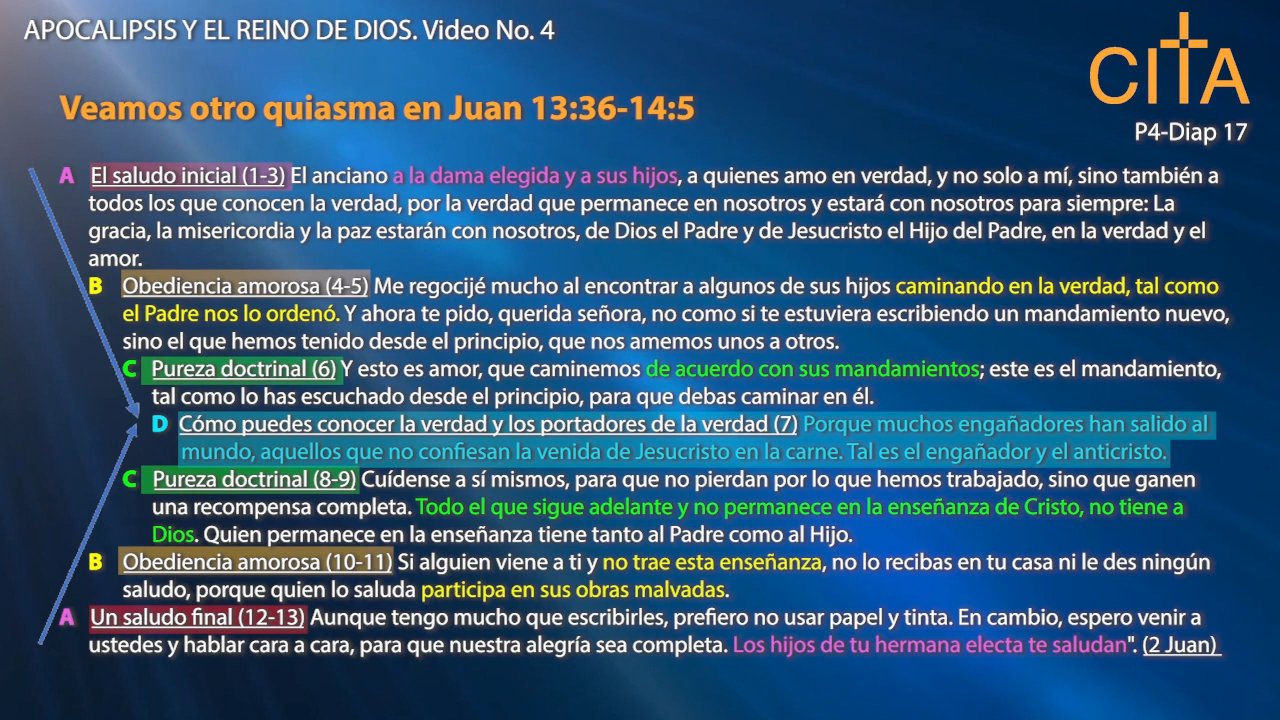 APOCALIPSIS Y EL REINO DE DIOS. Video No. 4
CITA
P4-Diap 17
Veamos otro quiasma en Juan 13:36-14:5
A El saludo inicial (1-3) El anciano a la dama elegida y a sus hijos, a quienes amo en verdad, y no solo a mí, sino también a
todos los que conocen la verdad, por la verdad que permanece en nosotros y estará con nosotros para siempre: La
gracia, la misericordia y la paz estarán con nosotros, de Dios el Padre y de Jesucristo el Hijo del Padre, en la verdad y el
amor.
B Obediencia amorosa (4-5) Me regocijé mucho al encontrar a algunos de sus hijos caminando en la verdad, tal como
el Padre nos lo ordenó. Y ahora te pido, querida señora, no como si te estuviera escribiendo un mandamiento nuevo,
sino el que hemos tenido desde el principio, que nos amemos unos a otros.
C Pureza doctrinal (6) Y esto es amor, que caminemos de acuerdo con sus mandamientos; este es el mandamiento,
tal como lo has escuchado desde el principio, para que debas caminar en él.
D Cómo puedes conocer la verdad y los portadores de la verdad (7) Porque muchos engañadores han salido al
mundo, aquellos que no confiesan la venida de Jesucristo en la carne. Tal es el engañador y el anticristo.
C Pureza doctrinal (8-9) Cuídense a sí mismos, para que no pierdan por lo que hemos trabajado, sino que ganen
una recompensa completa. Todo el que sigue adelante y no permanece en la enseñanza de Cristo, no tiene a
Dios. Quien permanece en la enseñanza tiene tanto al Padre como al Hijo.
B Obediencia amorosa (10-11) Si alguien viene a ti y no trae esta enseñanza, no lo recibas en tu casa ni le des ningún
saludo, porque quien lo saluda participa en sus obras malvadas.
A Un saludo final (12-13) Aunque tengo mucho que escribirles, prefiero no usar papel y tinta. En cambio, espero venir a
ustedes y hablar cara a cara, para que nuestra alegría sea completa. Los hijos de tu hermana electa te saludan". (2 Juan)